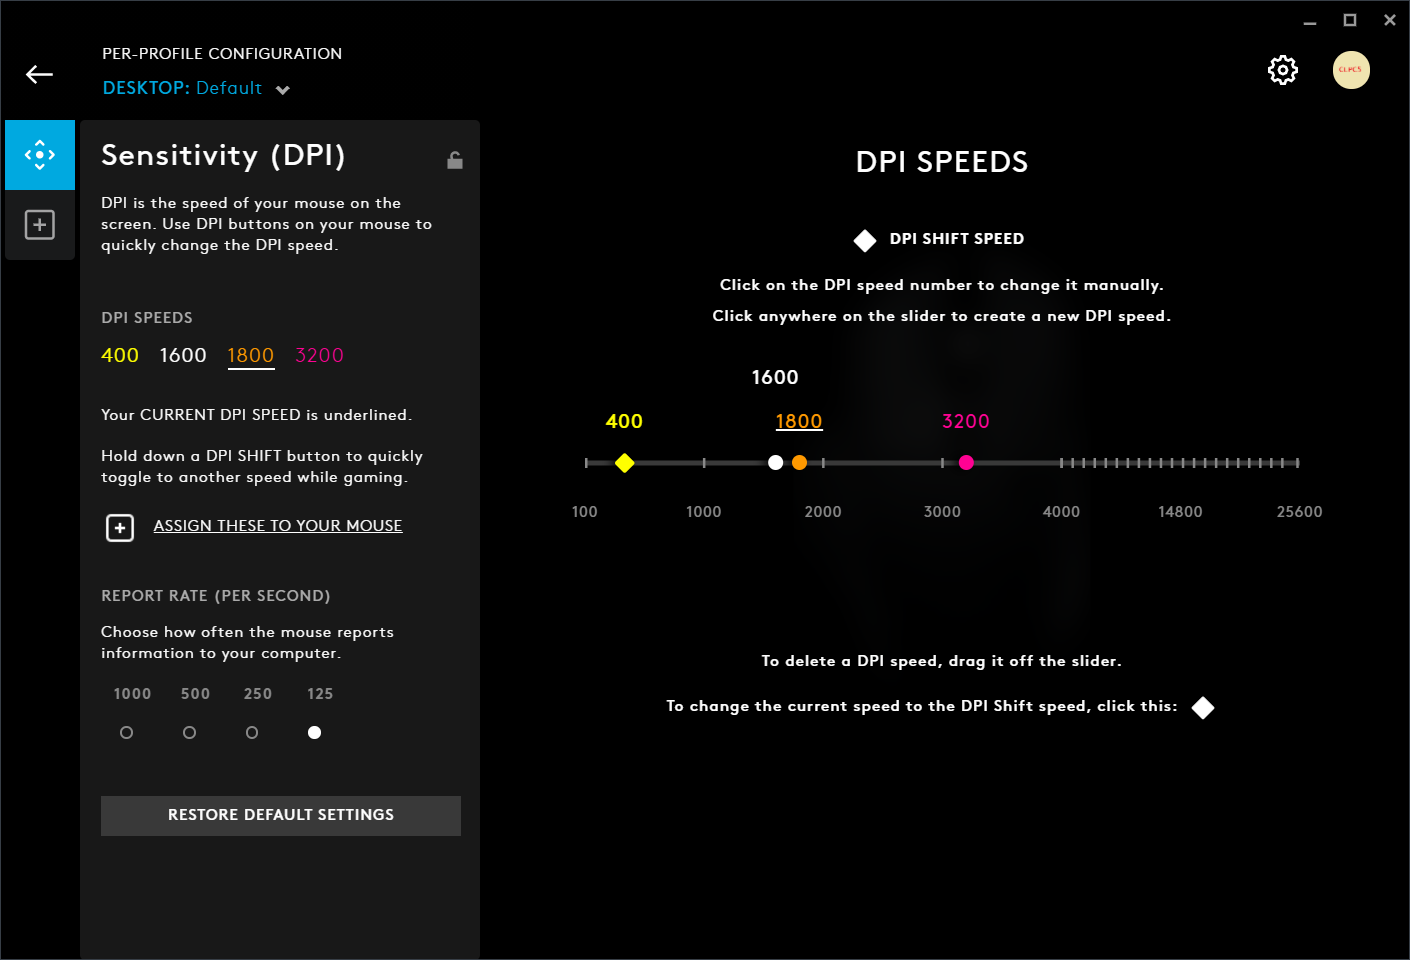 PER-PROFILE CONFIGURATION
DESKTOP: Default
CLPCS
Sensitivity (DPI)
DPI is the speed of your mouse on the
screen. Use DPI buttons on your mouse to
quickly change the DPI speed.
DPI SPEEDS
400 1600 1800 3200
Your CURRENT DPI SPEED is underlined.
Hold down a DPI SHIFT button to quickly
toggle to another speed while gaming.
ASSIGN THESE TO YOUR MOUSE
REPORT RATE (PER SECOND)
Choose how often the mouse reports
information to your computer.
1000 500 250 125
RESTORE DEFAULT SETTINGS
DPI SPEEDS
DPI SHIFT SPEED
Click on the DPI speed number to change it manually.
Click anywhere on the slider to create a new DPI speed.
1600
400 1800 3200
100 1000 2000 3000 4000 14800 25600
To delete a DPI speed, drag it off the slider.
To change the current speed to the DPI Shift speed, click this: